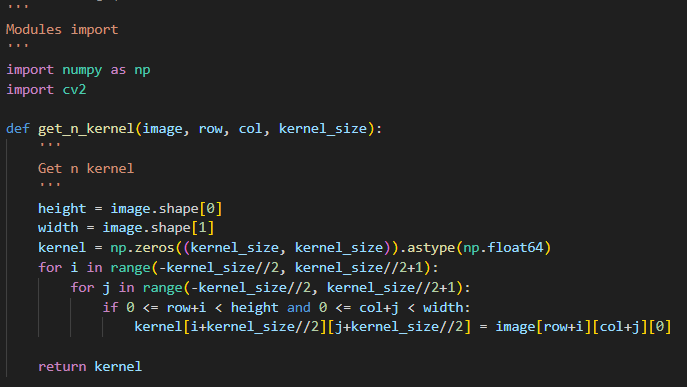 '''
Modules import
'''
import numpy as np
import cv2
def get_n_kernel(image, row, col, kernel_size):
    '''
    Get n kernel
    '''
    height = image.shape[0]
    width = image.shape[1]
    kernel = np.zeros((kernel_size, kernel_size)).astype(np.float64)
    for i in range(-kernel_size//2, kernel_size//2+1):
        for j in range(-kernel_size//2, kernel_size//2+1):
            if 0 <= row+i < height and 0 <= col+j < width:
                kernel[i+kernel_size//2][j+kernel_size//2] = image[row+i][col+j][0]
    return kernel